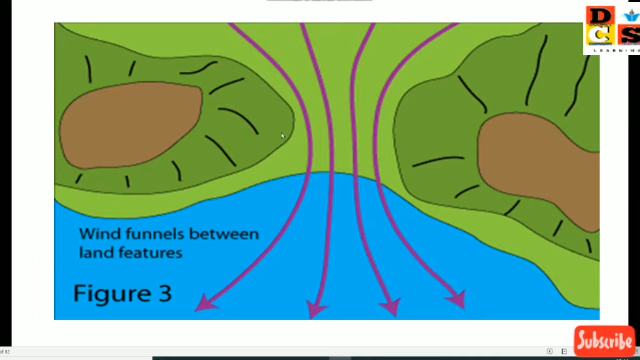 D
C S
LEARNING
Wind funnels between
land features
Figure 3
Subscribe